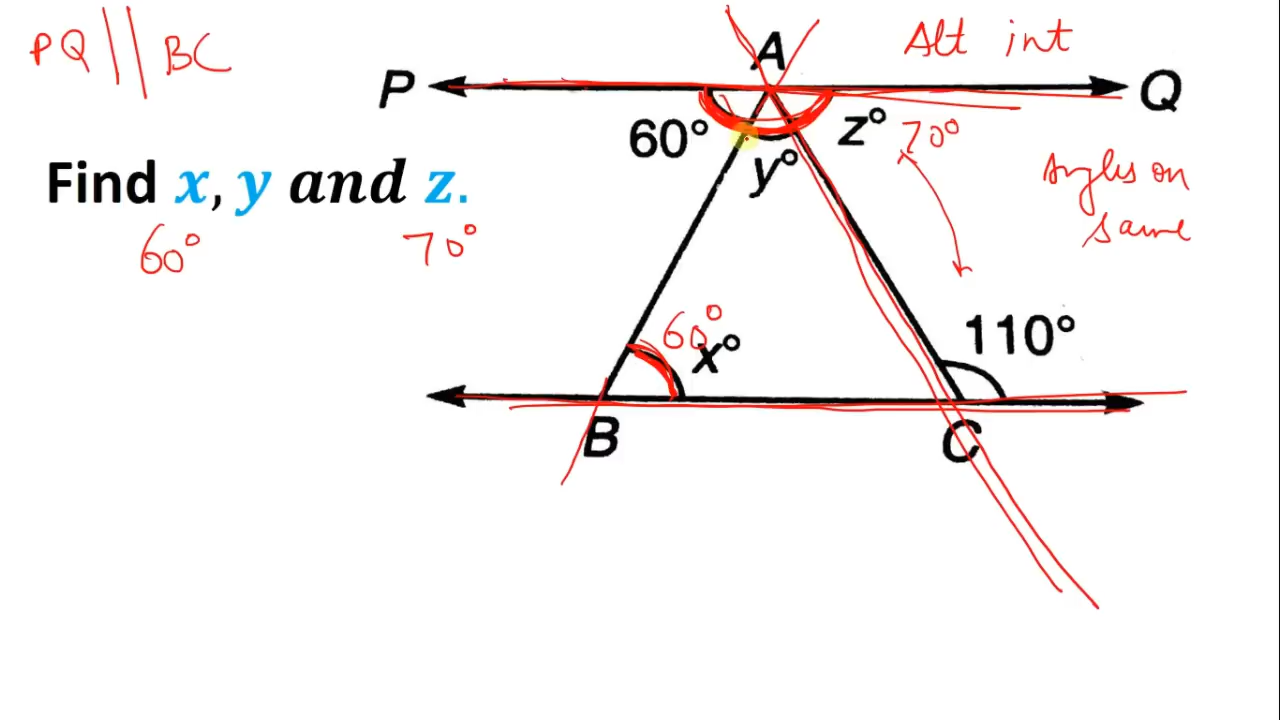 PQ || BC
Alt int
A
P
Q
60°
y°
z°
70°
Angles on
same
Find x, y and z.
60°
70°
60°
x°
110°
B
C